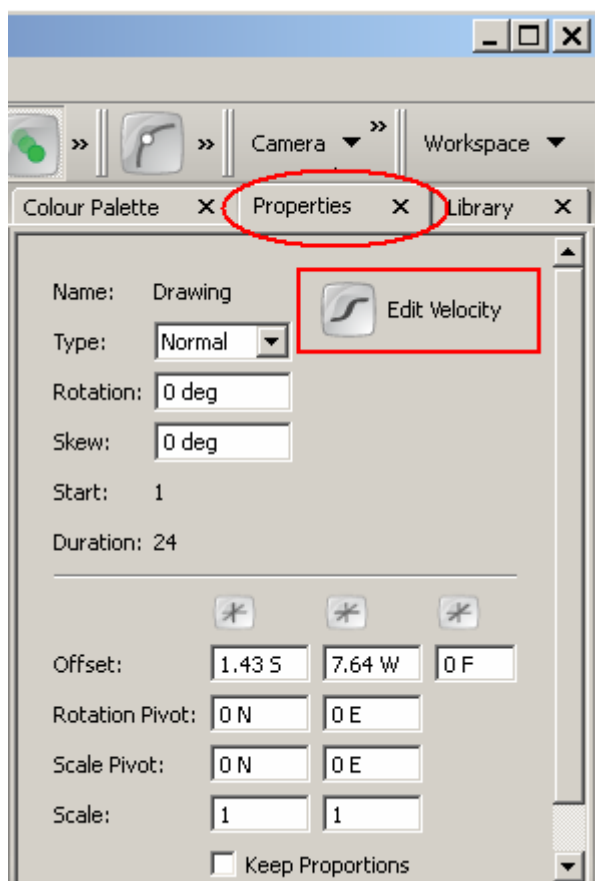 Camera Workspace
Colour Palette Properties Library
Name: Drawing
Edit Velocity
Type: Normal
Rotation: 0 deg
Skew: 0 deg
Start: 1
Duration: 24
Offset: 1.43 S 7.64 W 0 F
Rotation Pivot: 0 N 0 E
Scale Pivot: 0 N 0 E
Scale: 1 1
Keep Proportions